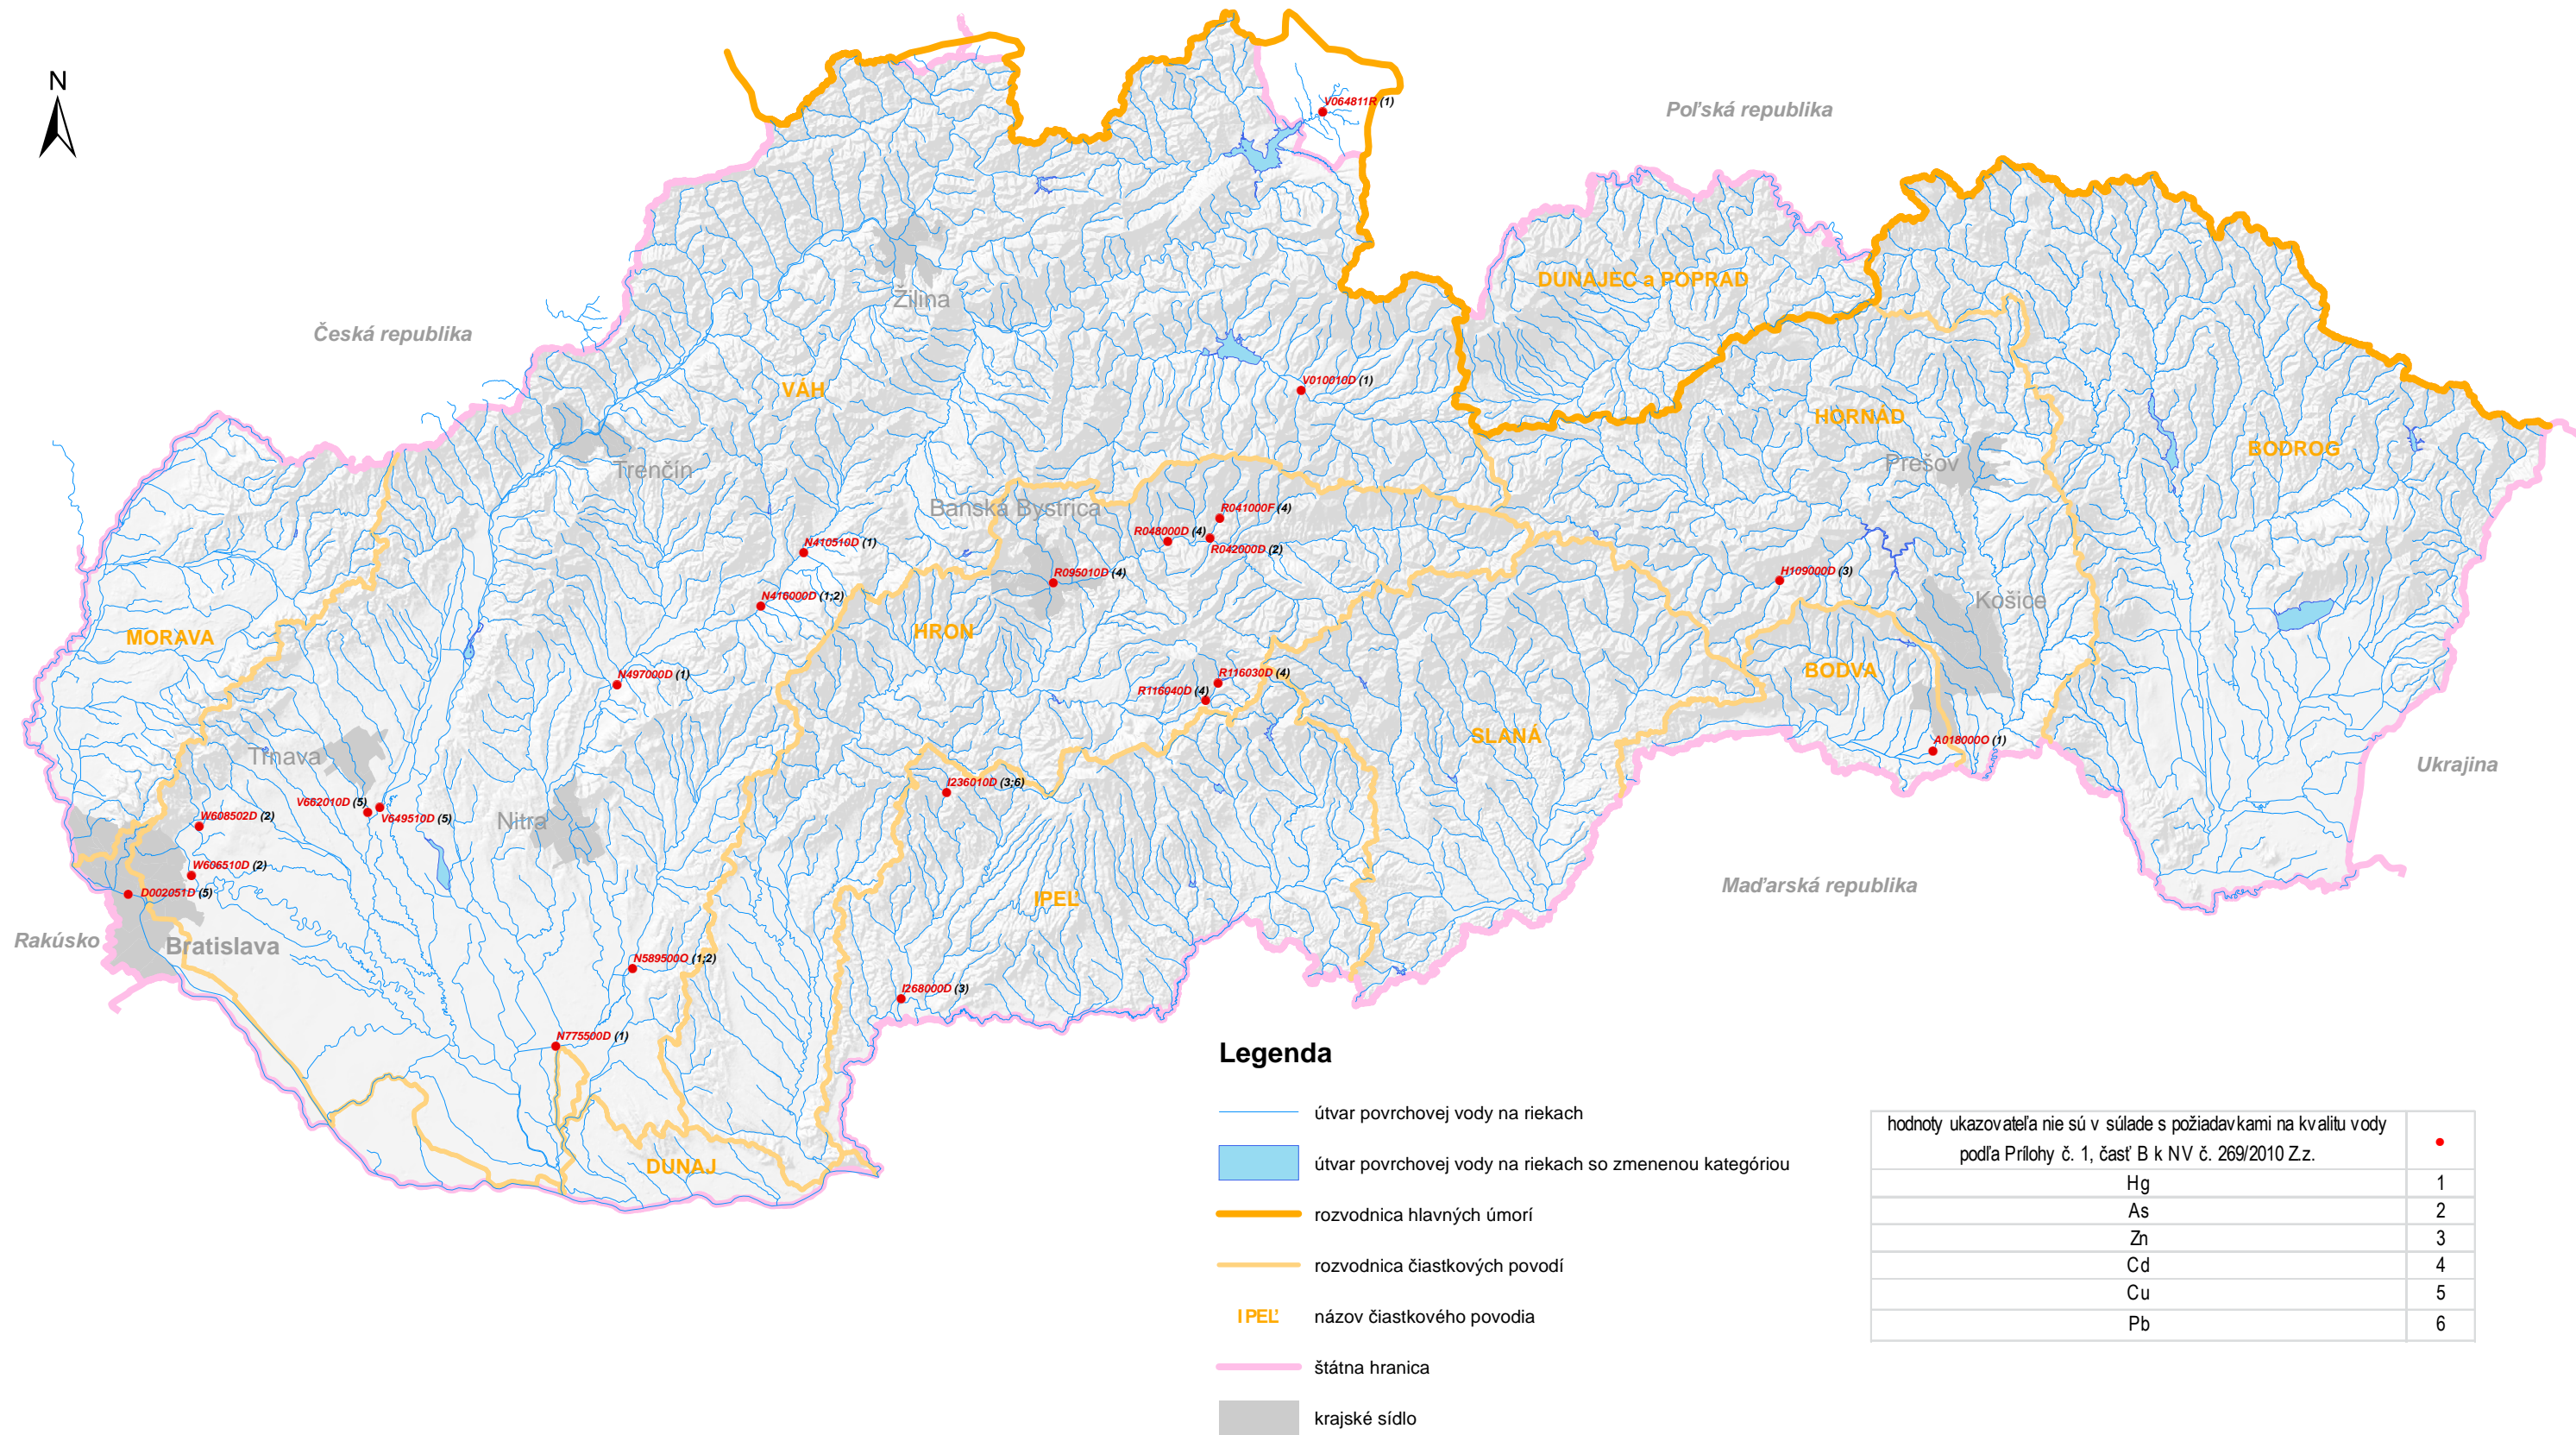 N
V064811R (1)
Poľská republika
DUNAJEC a POPRAD
Žilina
Česká republika
VÁH
V010010D (1)
HORNÁD
BODROG
Prešov
Trenčín
Banská Bystrica
R041000F (4)
R048000D (4)
R042000D (2)
N410510D (1)
R095010D (4)
H109000D (3)
N416000D (1;2)
Košice
MORAVA
HRON
N497000D (1)
R116030D (4)
BODVA
R116040D (4)
SLANÁ
A018000O (1)
Trnava
Ukrajina
I236010D (3;6)
V662010D (5)
W608502D (2)
V649510D (5)
Nitra
W606510D (2)
D002051D (5)
Maďarská republika
IPEĽ
Rakúsko
Bratislava
N589500O (1;2)
I268000D (3)
N775500D (1)
DUNAJ
Legenda
útvar povrchovej vody na riekach
útvar povrchovej vody na riekach so zmenenou kategóriou
rozvodnica hlavných úmorí
rozvodnica čiastkových povodí
IPEĽ názov čiastkového povodia
štátna hranica
krajské sídlo
hodnoty ukazovateľa nie sú v súlade s požiadavkami na kvalitu vody
podľa Prílohy č. 1, časť B k NV č. 269/2010 Z.z.
Hg 1
As 2
Zn 3
Cd 4
Cu 5
Pb 6